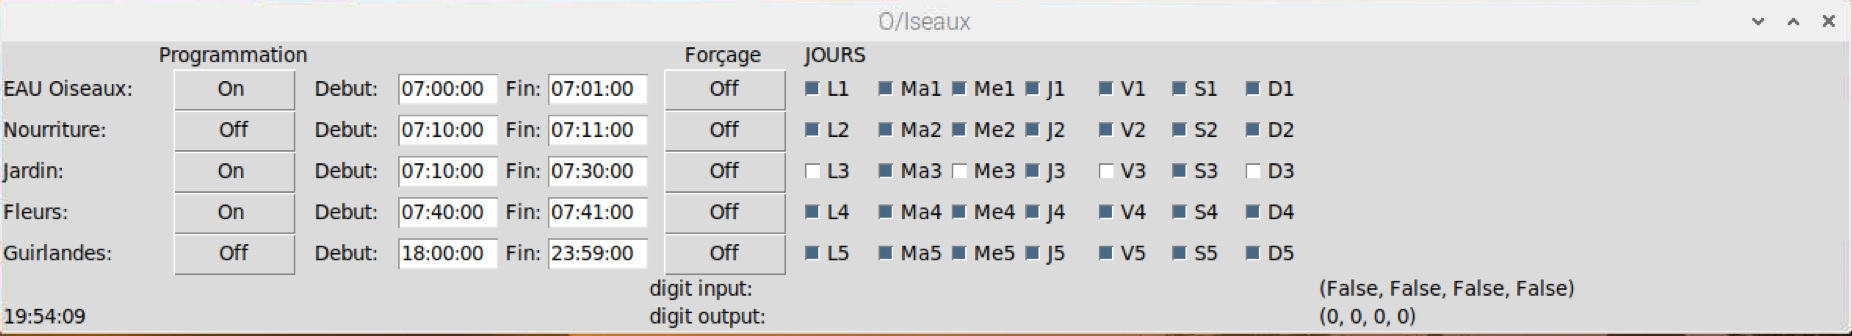 O/Iseaux
Programmation Forçage JOURS
EAU Oiseaux: On Debut: 07:00:00 Fin: 07:01:00 Off L1 Ma1 Me1 J1 V1 S1 D1
Nourriture: Off Debut: 07:10:00 Fin: 07:11:00 Off L2 Ma2 Me2 J2 V2 S2 D2
Jardin: On Debut: 07:10:00 Fin: 07:30:00 Off L3 Ma3 Me3 J3 V3 S3 D3
Fleurs: On Debut: 07:40:00 Fin: 07:41:00 Off L4 Ma4 Me4 J4 V4 S4 D4
Guirlandes: Off Debut: 18:00:00 Fin: 23:59:00 Off L5 Ma5 Me5 J5 V5 S5 D5
digit input: (False, False, False, False)
19:54:09 digit output: (0, 0, 0, 0)